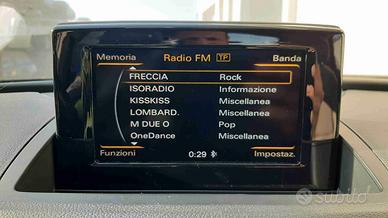 Memoria Radio FM TP Banda
FRECCIA Rock
ISORADIO Informazione
KISSKISS Miscellanea
LOMBARD. Miscellanea
M DUE O Pop
OneDance Miscellanea
Funzioni 0:29 Impostaz.
subito